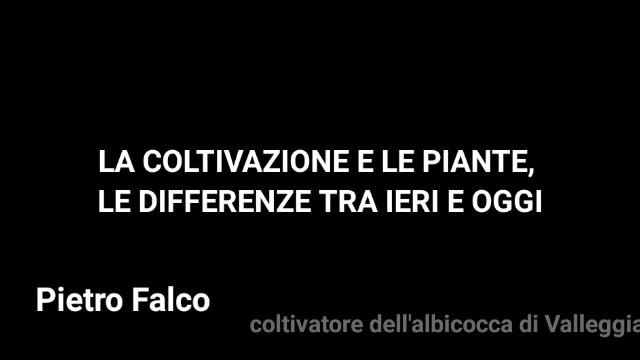 LA COLTIVAZIONE E LE PIANTE,
LE DIFFERENZE TRA IERI E OGGI
Pietro Falco
coltivatore dell'albicocca di Valleggia